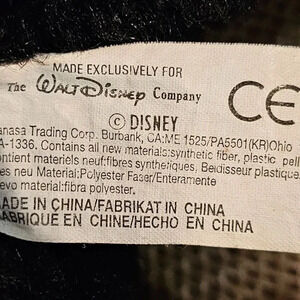 MADE EXCLUSIVELY FOR
The WALT DISNEY Company
CE
© DISNEY
anasa Trading Corp. Burbank, CA:ME 1525/PA5501(KR)Ohio
A-1336. Contains all new materials:synthetic fiber, plastic pell
ontient materiels neuf:fibres synthetiques, Beidisseur plastique
es neu Material:Polyester Faser/Enteramente
evo material:fibra polyester.
ADE IN CHINA/FABRIKAT IN CHINA
ABRIQUE EN CHINE/HECHO EN CHINA